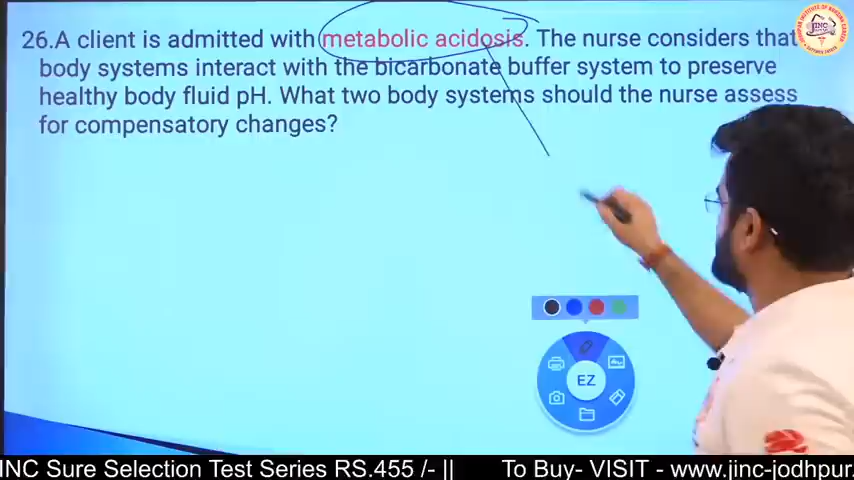 26.A client is admitted with metabolic acidosis. The nurse considers that
body systems interact with the bicarbonate buffer system to preserve
healthy body fluid pH. What two body systems should the nurse assess
for compensatory changes?
EZ
INC Sure Selection Test Series RS.455 /- || To Buy- VISIT - www.jinc-jodhpur.